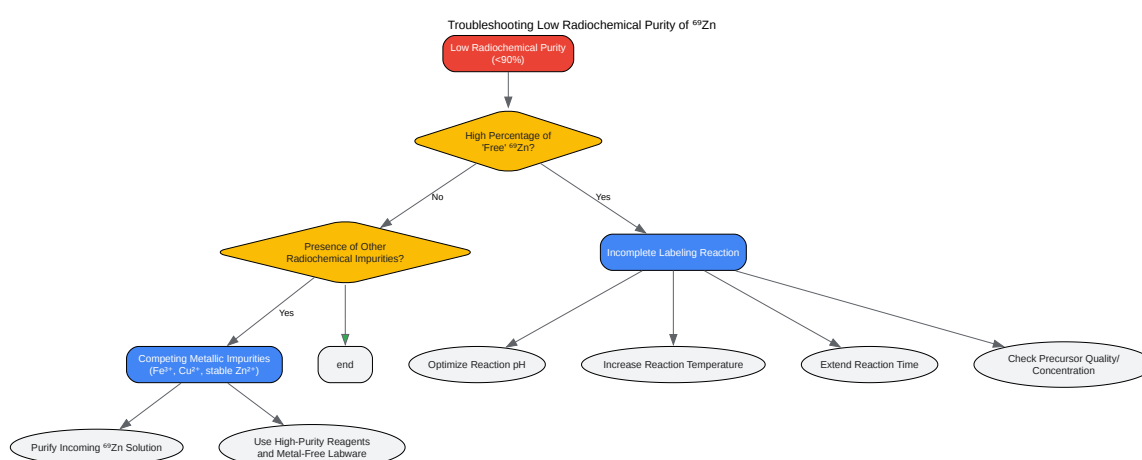 Troubleshooting Low Radiochemical Purity of ⁶⁹Zn
Low Radiochemical Purity
(<90%)
High Percentage of
'Free' ⁶⁹Zn?
No
Yes
Presence of Other
Radiochemical Impurities?
Incomplete Labeling Reaction
Yes
Competing Metallic Impurities
(Fe³⁺, Cu²⁺, stable Zn²⁺)
end
Optimize Reaction pH
Increase Reaction Temperature
Extend Reaction Time
Check Precursor Quality/
Concentration
Purify Incoming ⁶⁹Zn Solution
Use High-Purity Reagents
and Metal-Free Labware